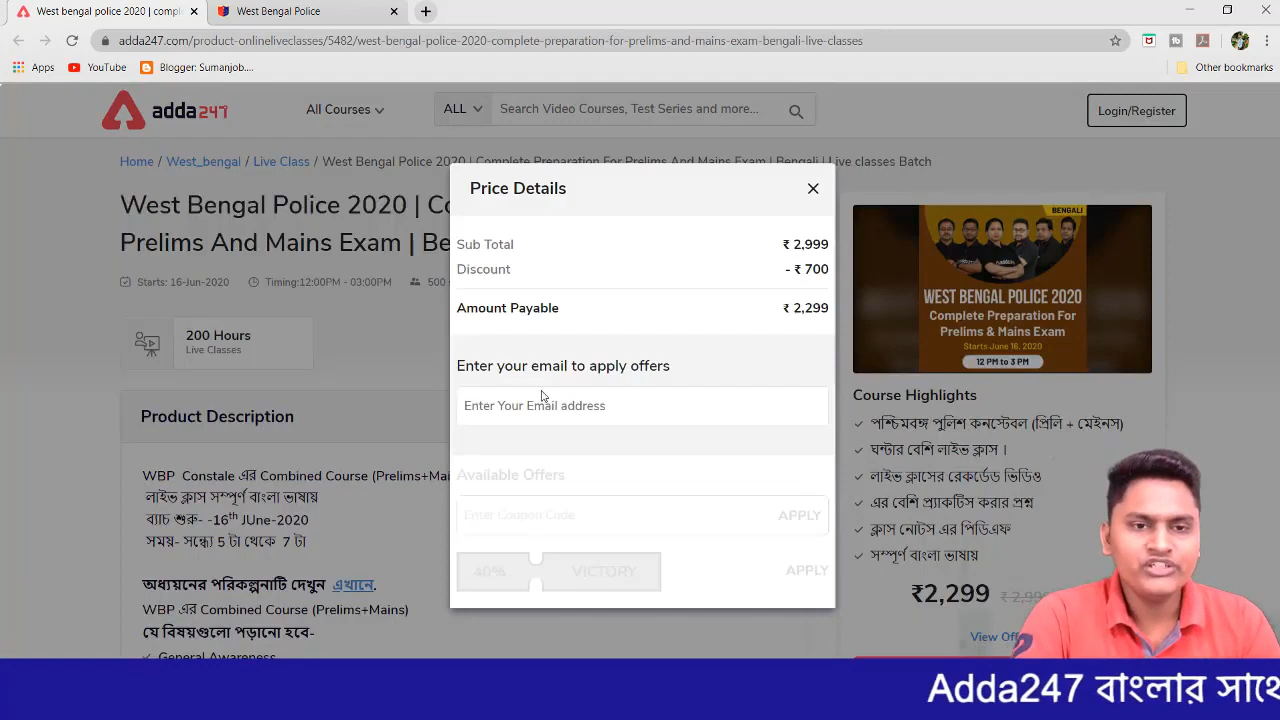 West bengal police 2020 | compl
West Bengal Police
adda247.com/product-onlineliveclasses/5482/west-bengal-police-2020-complete-preparation-for-prelims-and-mains-exam-bengali-live-classes
Apps
YouTube
Blogger: Sumanjob....
Other bookmarks
adda247
All Courses
ALL
Search Video Courses, Test Series and more...
Login/Register
Home / West_bengal / Live Class / West Bengal Police 2020 | Complete Preparation For Prelims And Mains Exam | Bengali | Live classes Batch
West Bengal Police 2020 | Co
Prelims And Mains Exam | Be
Starts: 16-Jun-2020
Timing:12:00PM - 03:00PM
500
200 Hours
Live Classes
Product Description
WBP Constale এর Combined Course (Prelims+Mai
লাইভ ক্লাস সম্পূর্ণ বাংলা ভাষায়
ব্যাচ শুরু- -16th JUne-2020
সময়- সন্ধ্যে 5 টা থেকে 7 টা
অধ্যয়নের পরিকল্পনাটি দেখুন এখানে.
WBP এর Combined Course (Prelims+Mains)
যে বিষয়গুলো পড়ানো হবে-
General Awareness
Price Details
Sub Total ₹ 2,999
Discount - ₹ 700
Amount Payable ₹ 2,299
Enter your email to apply offers
Enter Your Email address
Available Offers
Enter Coupon Code APPLY
40% VICTORY APPLY
BENGALI
WEST BENGAL POLICE 2020
Complete Preparation For
Prelims & Mains Exam
Starts June 16, 2020
12 PM to 3 PM
Course Highlights
পশ্চিমবঙ্গ পুলিশ কনস্টেবল (প্রিলি + মেইনস)
ঘন্টার বেশি লাইভ ক্লাস ।
লাইভ ক্লাসের রেকর্ডেড ভিডিও
এর বেশি প্র্যাকটিস করার প্রশ্ন
ক্লাস নোটস এর পিডিএফ
সম্পূর্ণ বাংলা ভাষায়
₹2,299
View Off
Adda247 বাংলার সাথে